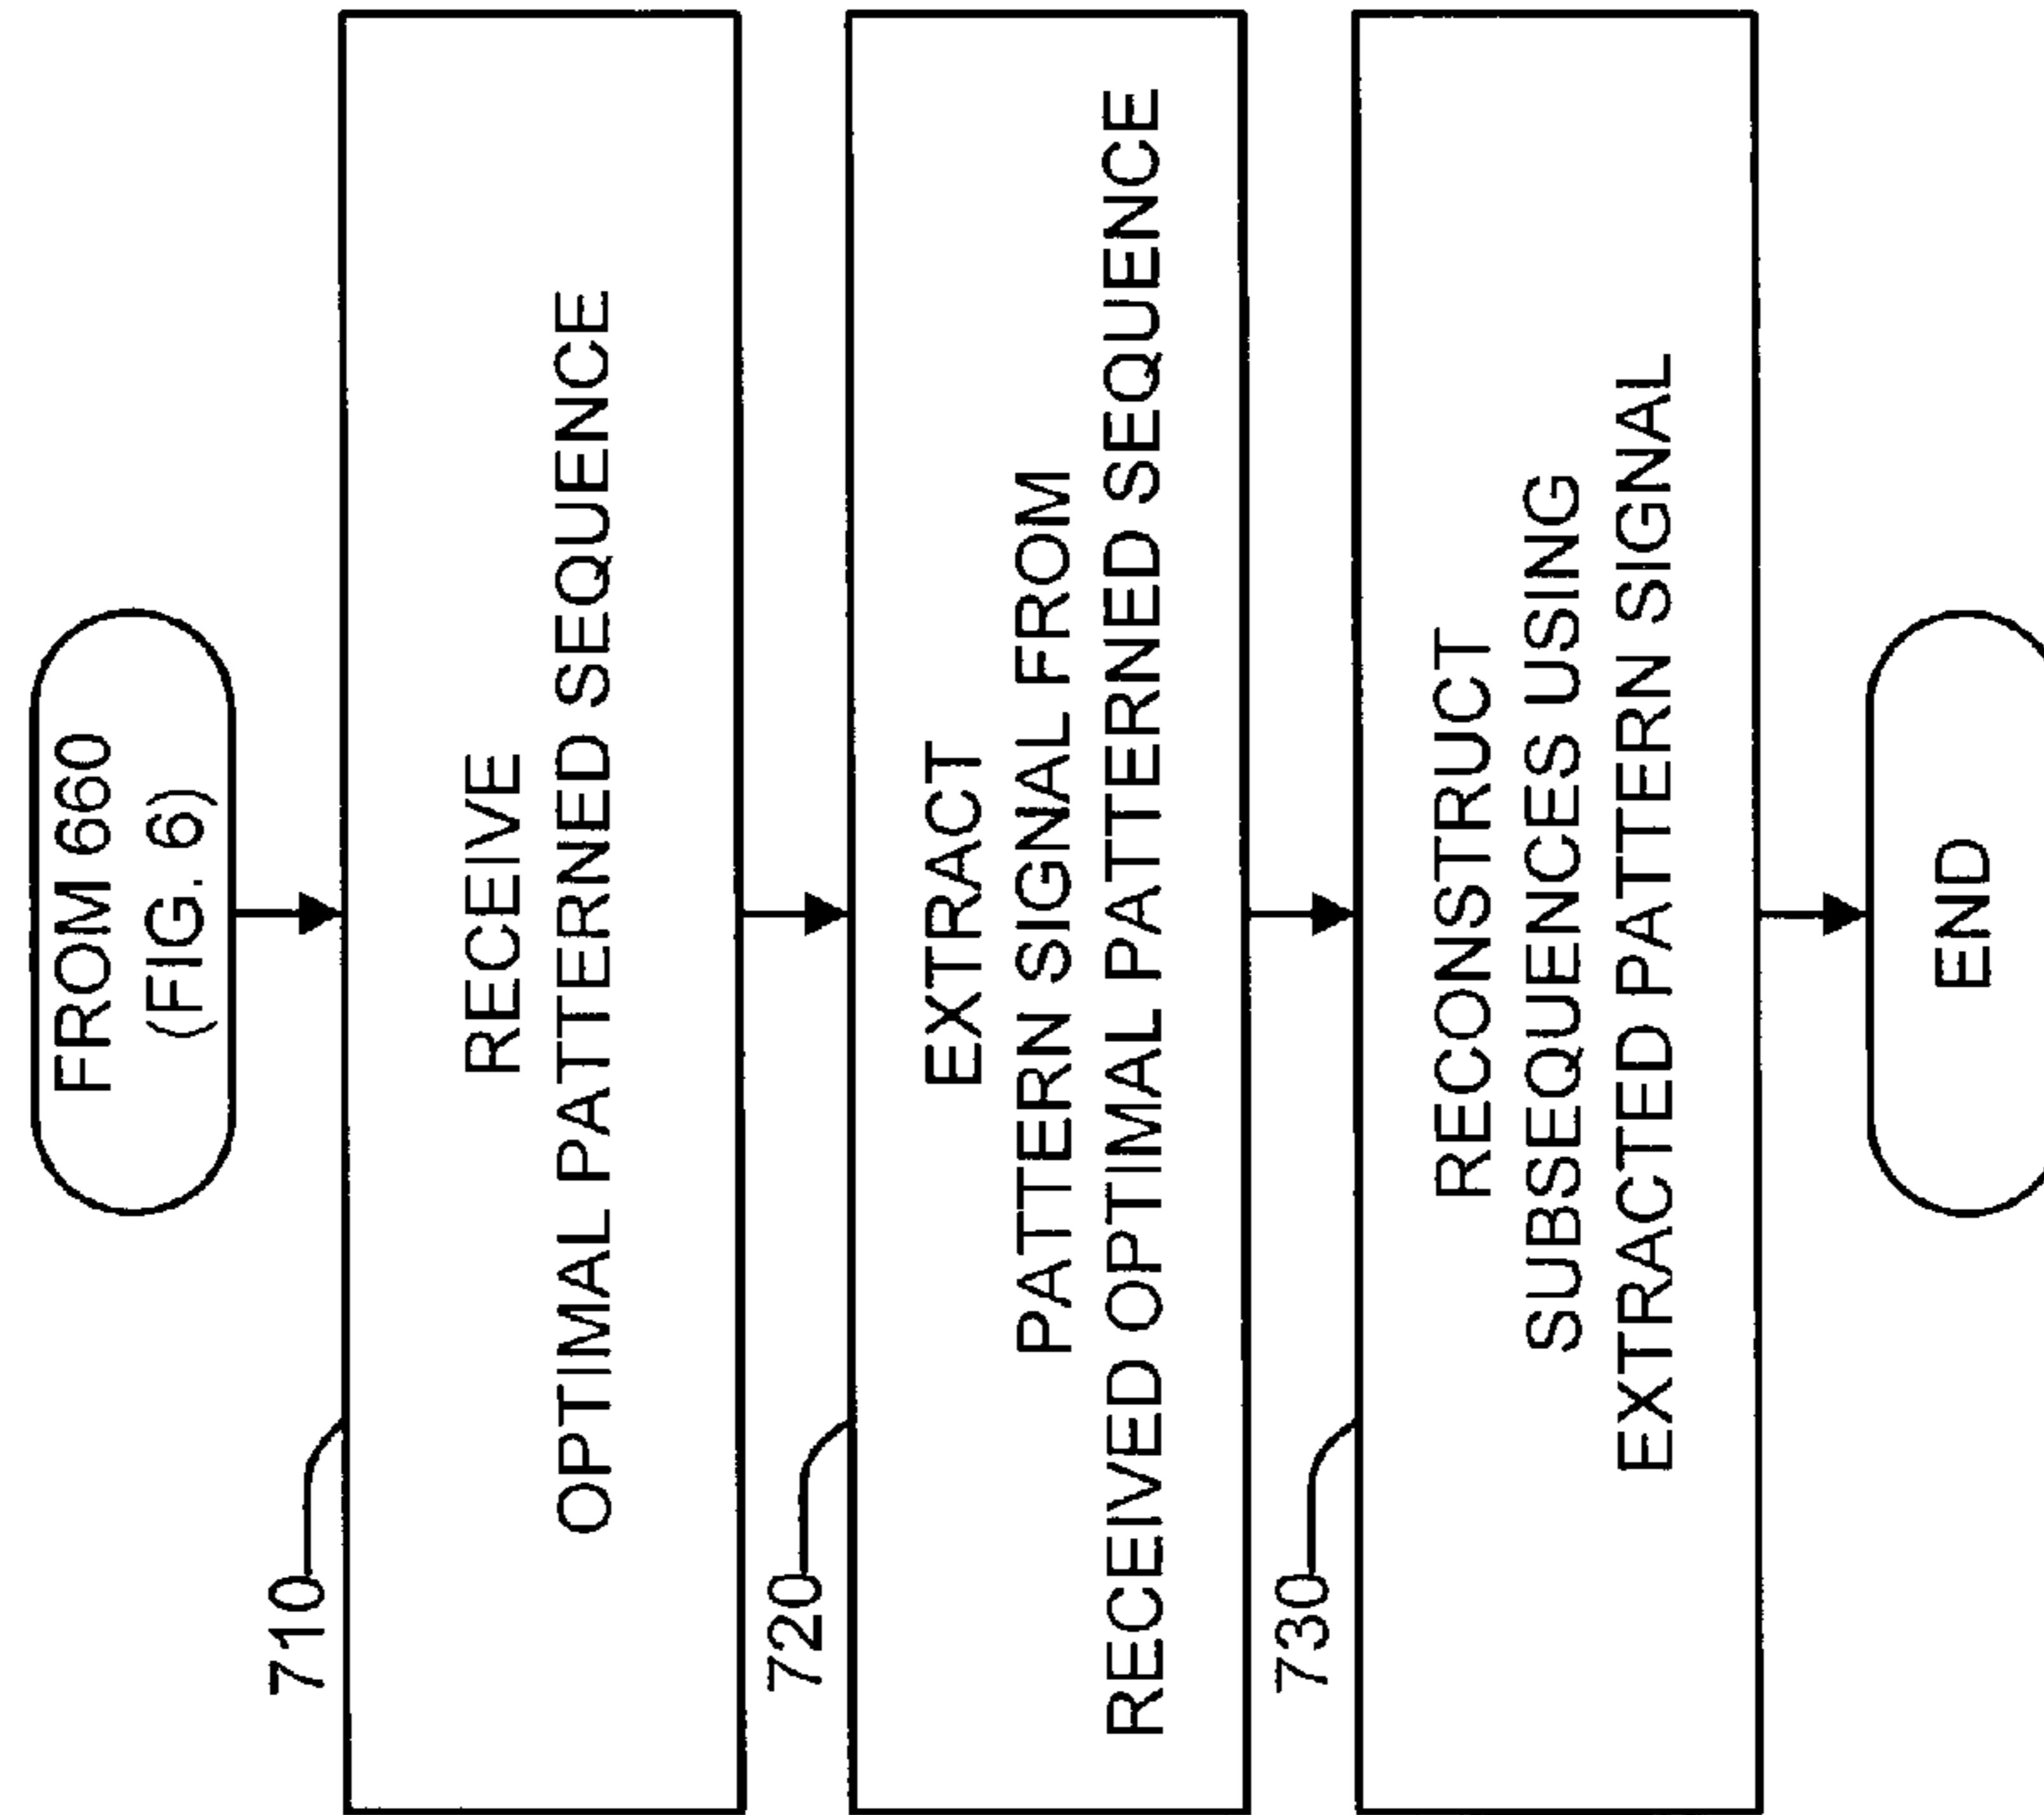 FROM 660
(FIG. 6)
710
RECEIVE
OPTIMAL PATTERNED SEQUENCE
720
EXTRACT
PATTERN SIGNAL FROM
RECEIVED OPTIMAL PATTERNED SEQUENCE
730
RECONSTRUCT
SUBSEQUENCES USING
EXTRACTED PATTERN SIGNAL
END